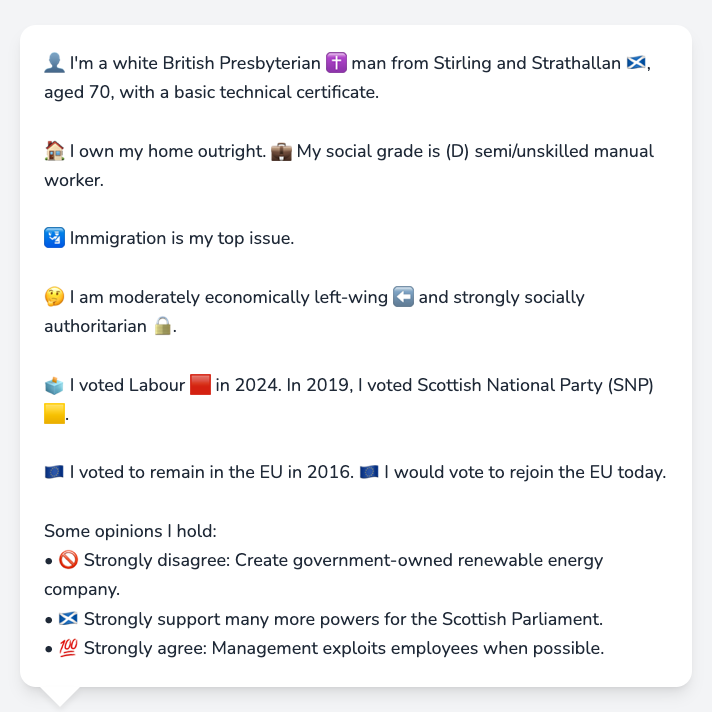 👤 I'm a white British Presbyterian ✝️ man from Stirling and Strathallan 🏴󠁧󠁢󠁳󠁣󠁴󠁿,
aged 70, with a basic technical certificate.
🏠 I own my home outright. 💼 My social grade is (D) semi/unskilled manual
worker.
🛂 Immigration is my top issue.
🤔 I am moderately economically left-wing ⬅️ and strongly socially
authoritarian 🔒.
🗳️ I voted Labour 🟥 in 2024. In 2019, I voted Scottish National Party (SNP)
🟨.
🇪🇺 I voted to remain in the EU in 2016. 🇪🇺 I would vote to rejoin the EU today.
Some opinions I hold:
• 🚫 Strongly disagree: Create government-owned renewable energy
company.
• 🏴󠁧󠁢󠁳󠁣󠁴󠁿 Strongly support many more powers for the Scottish Parliament.
• 💯 Strongly agree: Management exploits employees when possible.